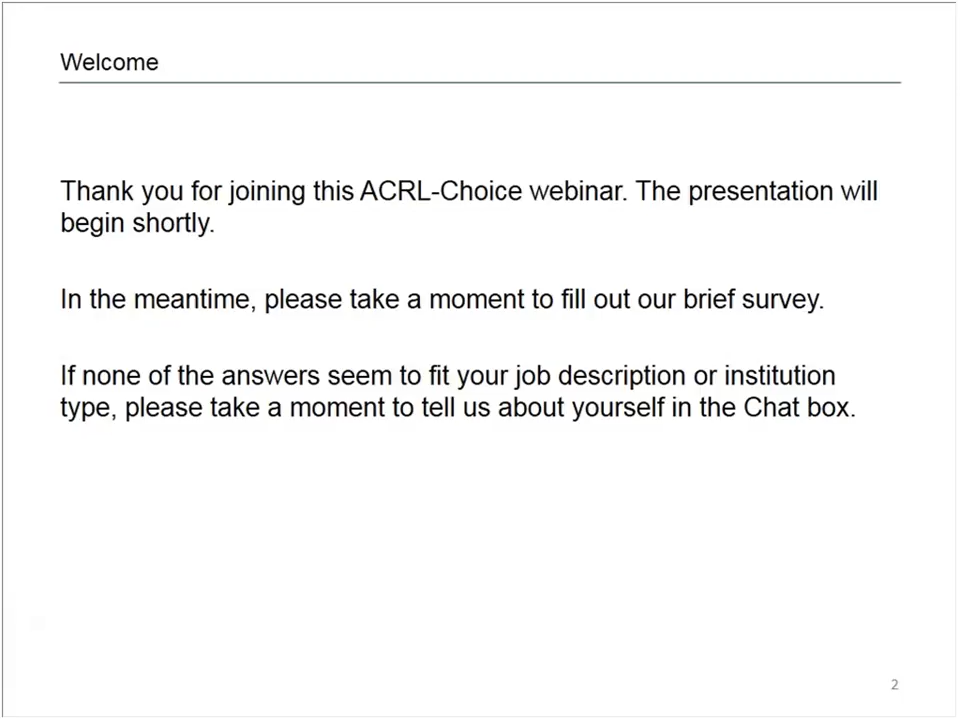 Welcome
Thank you for joining this ACRL-Choice webinar. The presentation will
begin shortly.
In the meantime, please take a moment to fill out our brief survey.
If none of the answers seem to fit your job description or institution
type, please take a moment to tell us about yourself in the Chat box.
2